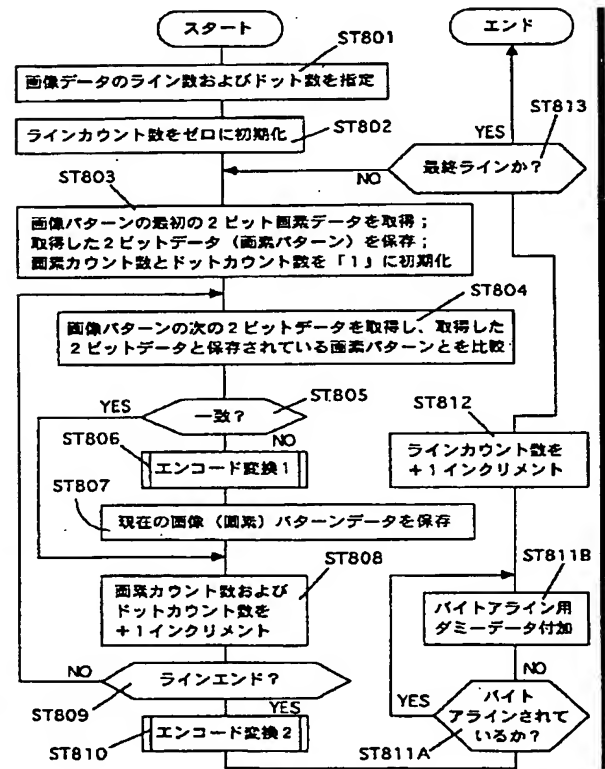 スタート
ST801
画像データのライン数およびドット数を指定
ラインカウント数をゼロに初期化
ST802
ST803
画像パターンの最初の2ビット画素データを取得；
取得した2ビットデータ（画素パターン）を保存；
画素カウント数とドットカウント数を「1」に初期化
ST804
画像パターンの次の2ビットデータを取得し、取得した
2ビットデータと保存されている画素パターンとを比較
YES
一致？
ST805
NO
ST806
エンコード変換1
ST807
現在の画像（画素）パターンデータを保存
ST808
画素カウント数および
ドットカウント数を
+1インクリメント
NO
ラインエンド？
ST809
YES
ST810
エンコード変換2
エンド
YES
ST813
最終ラインか？
NO
ST812
ラインカウント数を
+1インクリメント
ST811B
バイトアライン用
ダミーデータ付加
NO
YES
バイト
アラインされて
いるか？
ST811A